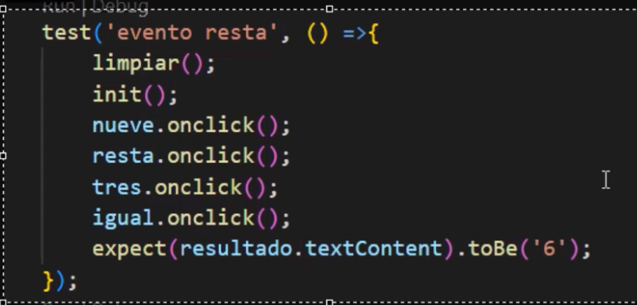 Run | Debug
test('evento resta', () =>{
limpiar();
init();
nueve.onclick();
resta.onclick();
tres.onclick();
igual.onclick();
expect(resultado.textContent).toBe('6');
});